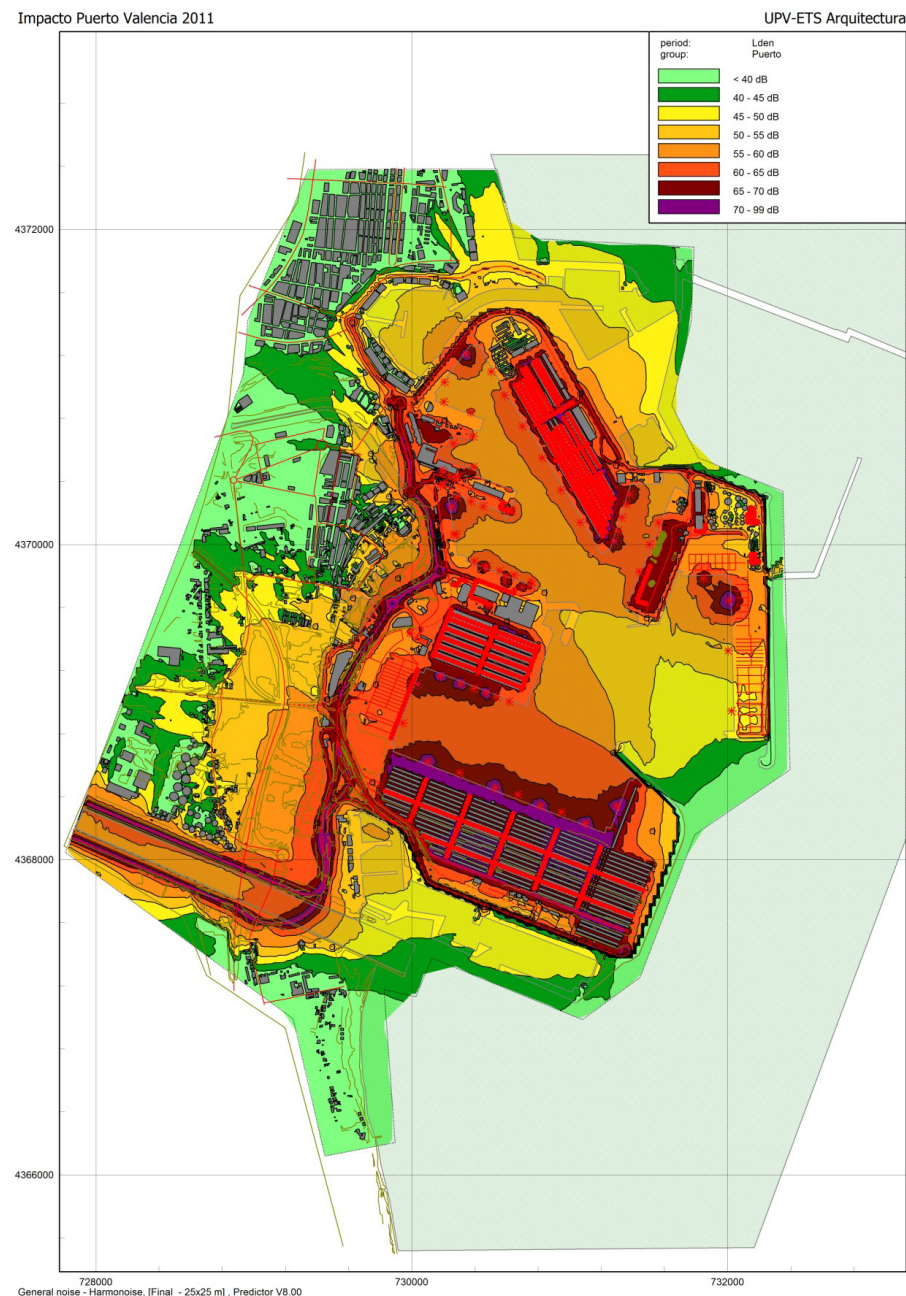 Impacto Puerto Valencia 2011
UPV-ETS Arquitectura
period: Lden
group: Puerto
< 40 dB
40 - 45 dB
45 - 50 dB
50 - 55 dB
55 - 60 dB
60 - 65 dB
65 - 70 dB
70 - 99 dB
4372000
4370000
4368000
4366000
728000 730000 732000
General noise - Harmonoise, [Final - 25x25 m] , Predictor V8.00